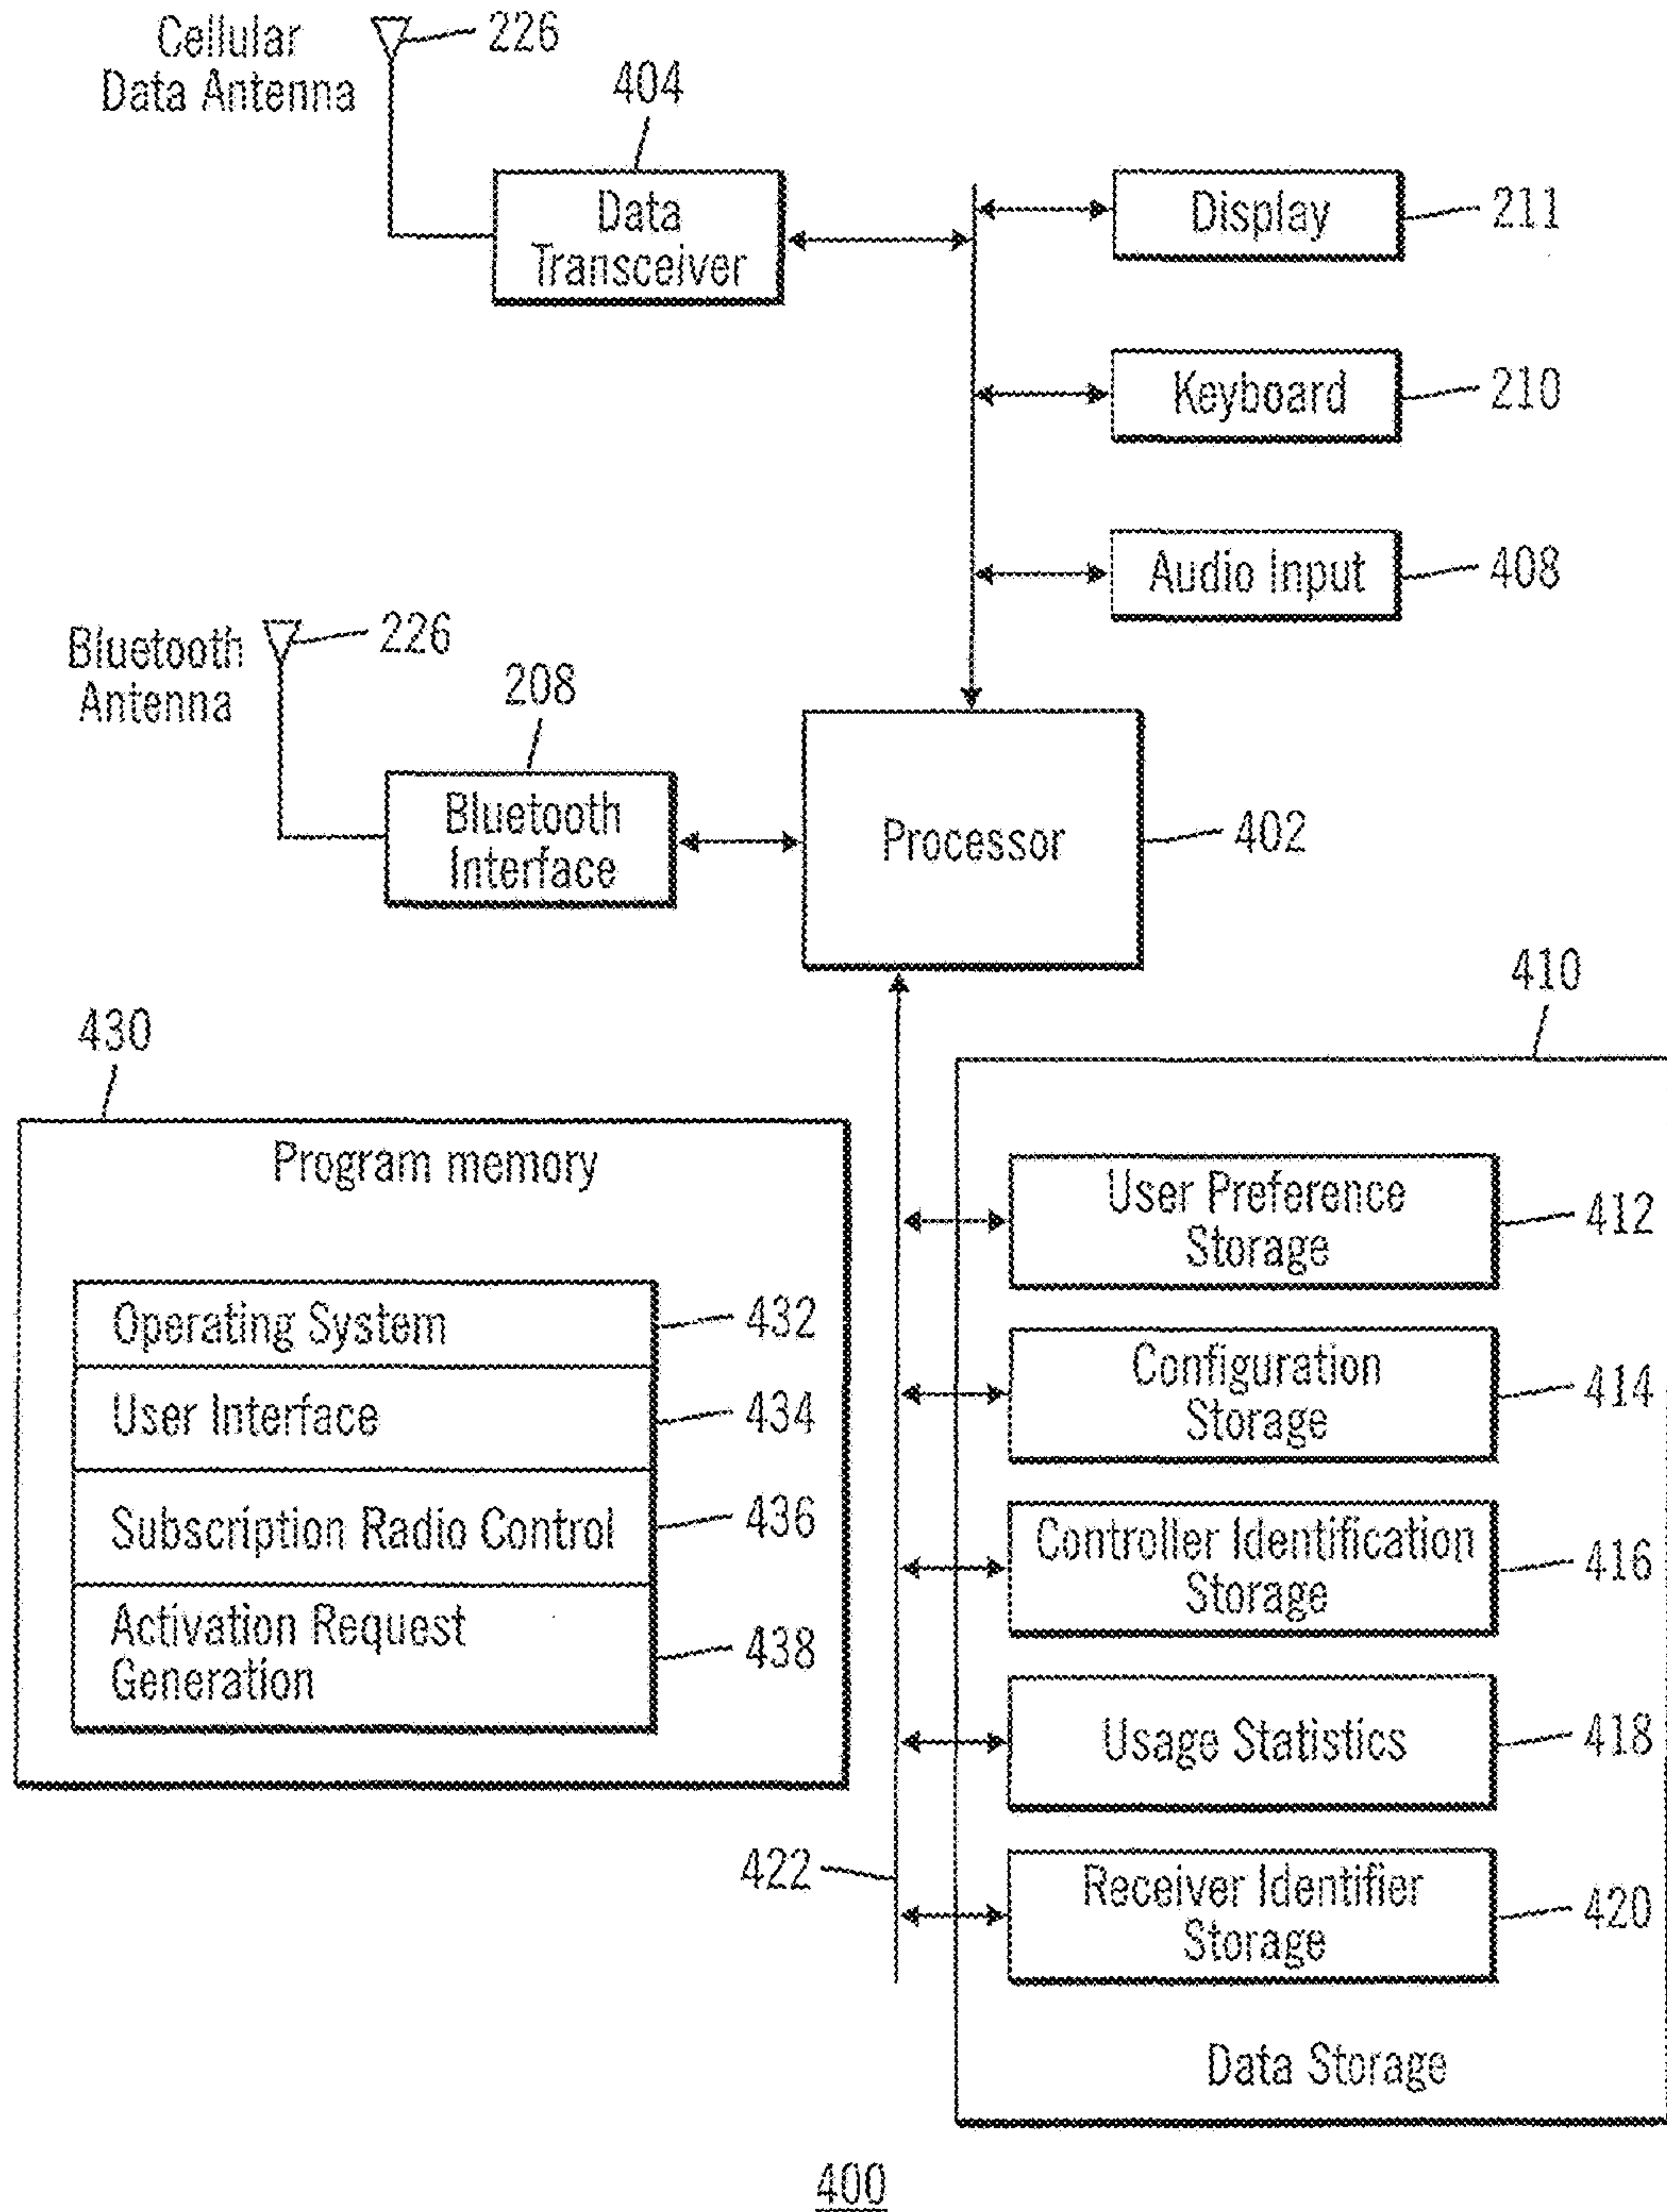 Cellular
Data Antenna
226
404
Data
Transceiver
Display
211
Keyboard
210
Audio Input
408
Bluetooth
Antenna
226
208
Bluetooth
Interface
Processor
402
430
Program memory
Operating System
432
User Interface
434
Subscription Radio Control
436
Activation Request
Generation
438
410
User Preference
Storage
412
Configuration
Storage
414
Controller Identification
Storage
416
Usage Statistics
418
422
Receiver Identifier
Storage
420
Data Storage
400